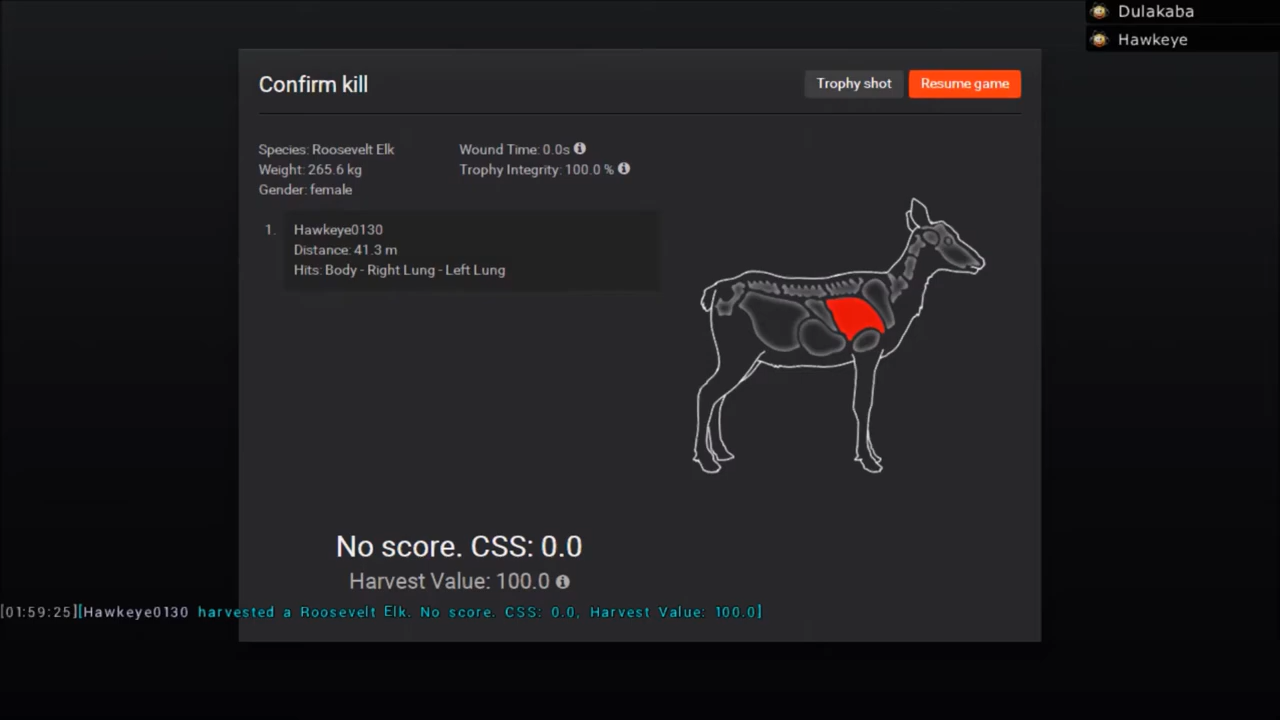 Dulakaba
Hawkeye
Confirm kill
Trophy shot
Resume game
Species: Roosevelt Elk
Weight: 265.6 kg
Gender: female
Wound Time: 0.0s
Trophy Integrity: 100.0 %
1.
Hawkeye0130
Distance: 41.3 m
Hits: Body - Right Lung - Left Lung
No score. CSS: 0.0
Harvest Value: 100.0
[01:59:25][Hawkeye0130 harvested a Roosevelt Elk. No score. CSS: 0.0, Harvest Value: 100.0]